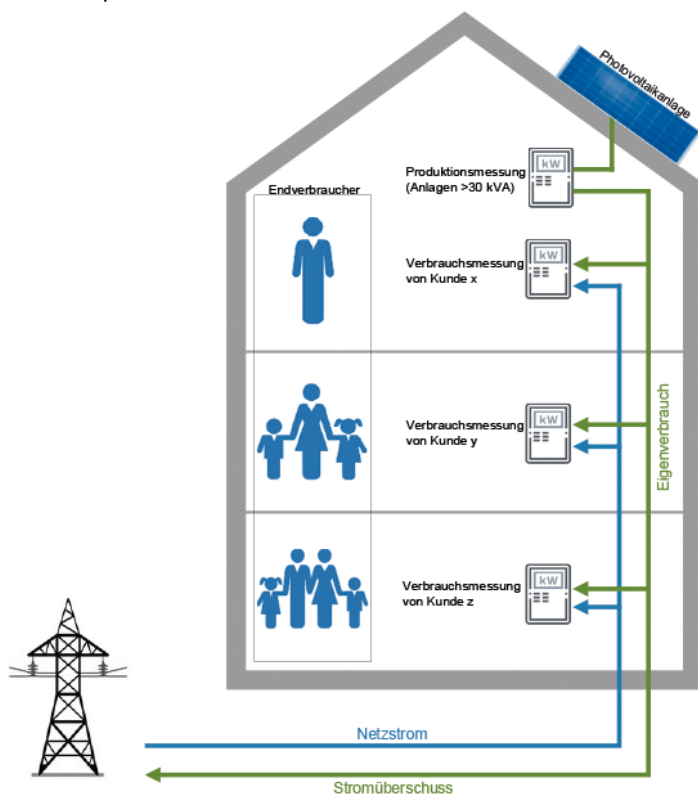 Photovoltaikanlage
kW
Produktionsmessung
(Anlagen >30 kVA)
Endverbraucher
kW
Verbrauchsmessung
von Kunde x
kW
Verbrauchsmessung
von Kunde y
Eigenverbrauch
kW
Verbrauchsmessung
von Kunde z
Netzstrom
Stromüberschuss